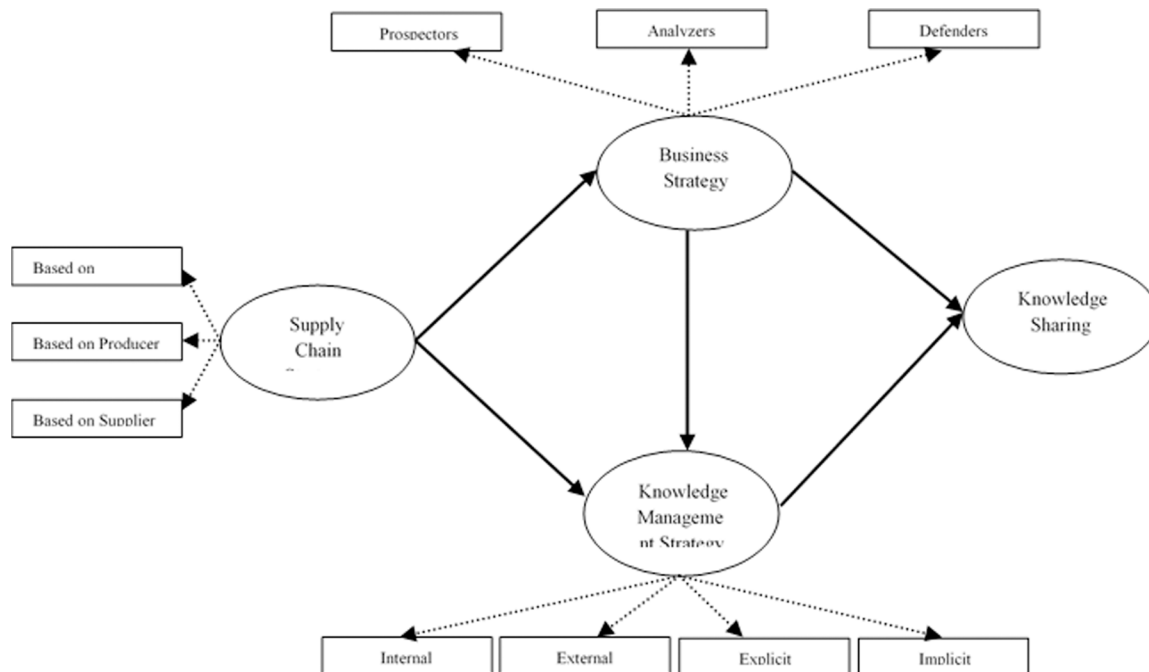 Prospectors
Analyzers
Defenders
Business
Strategy
Based on
Based on Producer
Based on Supplier
Supply
Chain
Knowledge
Sharing
Knowledge
Manageme
nt Strategy
Internal
External
Explicit
Implicit